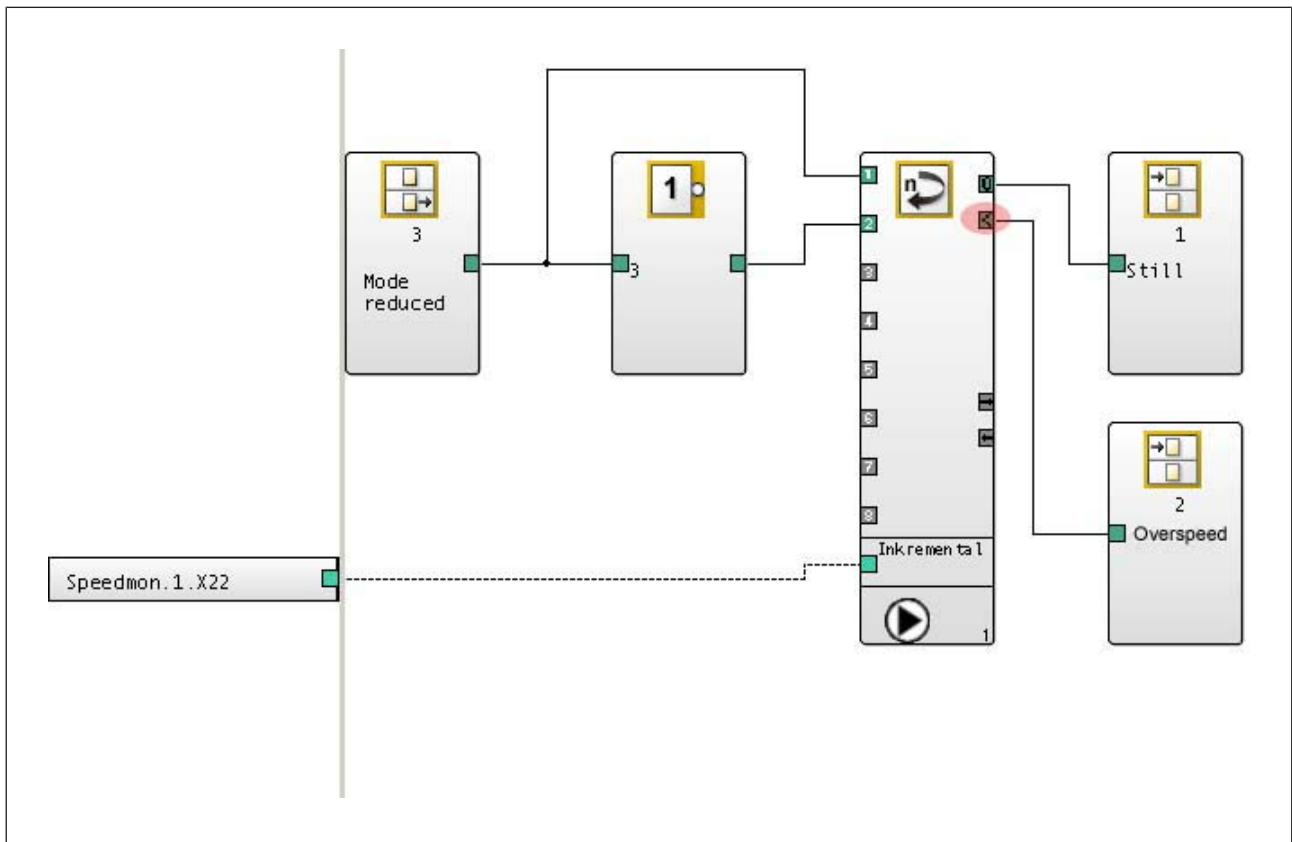 3
Mode
reduced
1
3
n
1
2
3
4
5
6
7
8
U
<
Inkremental
1
1
Still
2
Overspeed
Speedmon.1.X22